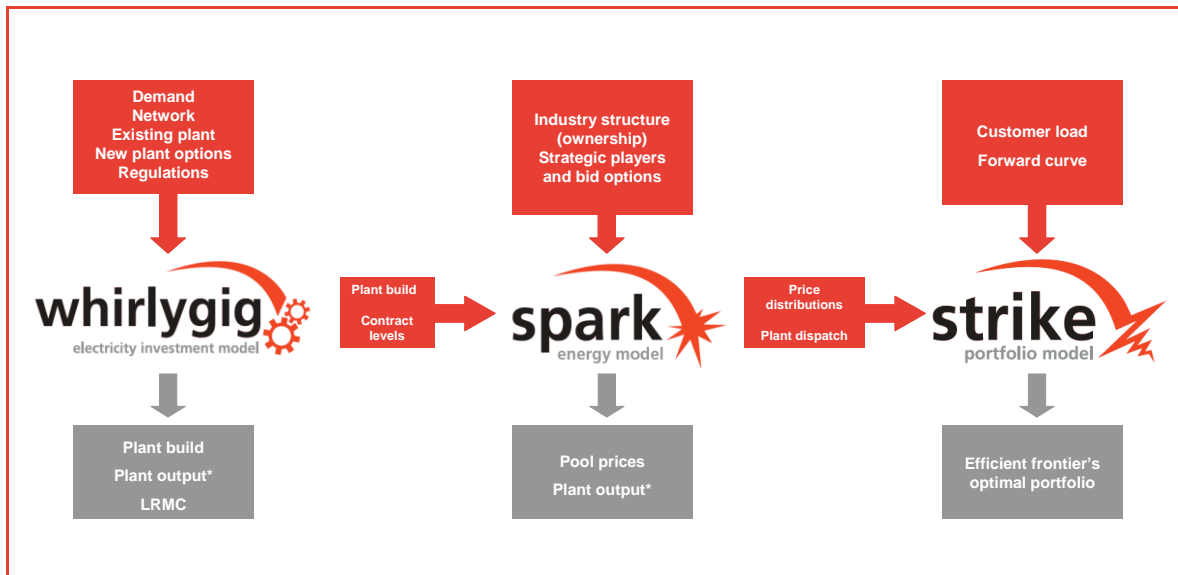 Demand
Network
Existing plant
New plant options
Regulations
Industry structure
(ownership)
Strategic players
and bid options
Customer load
Forward curve
whirlygig
electricity investment model
Plant build
Contract
levels
spark
energy model
Price
distributions
Plant dispatch
strike
portfolio model
Plant build
Plant output*
LRMC
Pool prices
Plant output*
Efficient frontier's
optimal portfolio